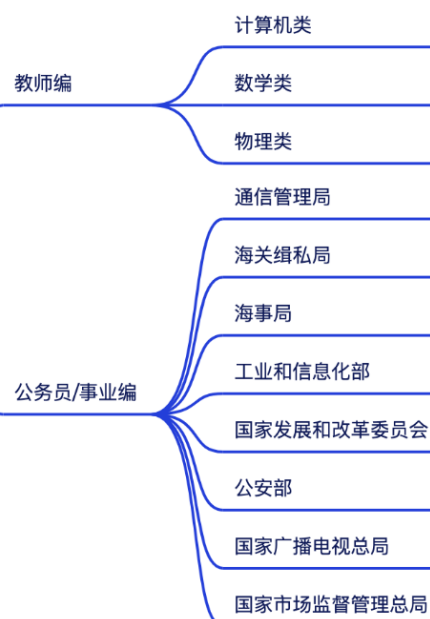 教师编
计算机类
数学类
物理类
公务员/事业编
通信管理局
海关缉私局
海事局
工业和信息化部
国家发展和改革委员会
公安部
国家广播电视总局
国家市场监督管理总局